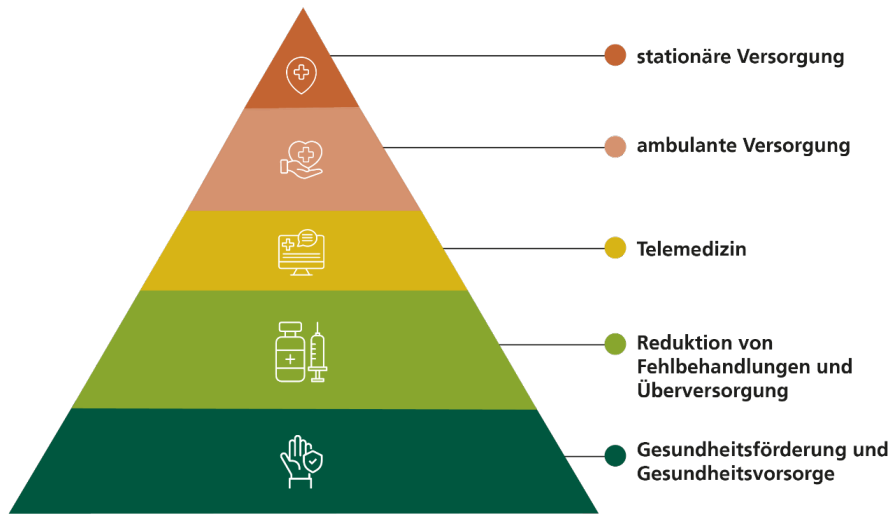 stationäre Versorgung
ambulante Versorgung
Telemedizin
Reduktion von
Fehlbehandlungen und
Überversorgung
Gesundheitsförderung und
Gesundheitsvorsorge